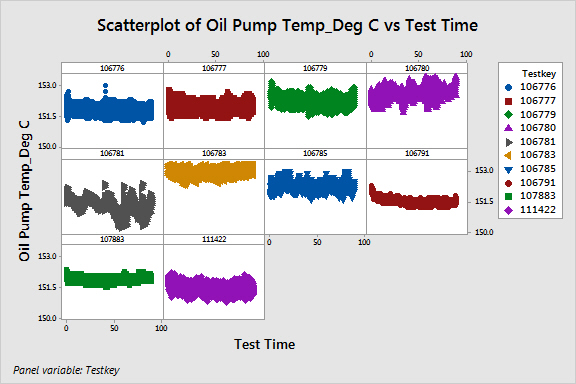 Scatterplot of Oil Pump Temp_Deg C vs Test Time
0 50 100 0 50 100
106776 106777 106779 106780
153.0
151.5
150.0
106781 106783 106785 106791
153.0
151.5
150.0
0 50 100
107883 111422
153.0
151.5
150.0
0 50 100
Oil Pump Temp_Deg C
Test Time
Testkey
106776
106777
106779
106780
106781
106783
106785
106791
107883
111422
Panel variable: Testkey